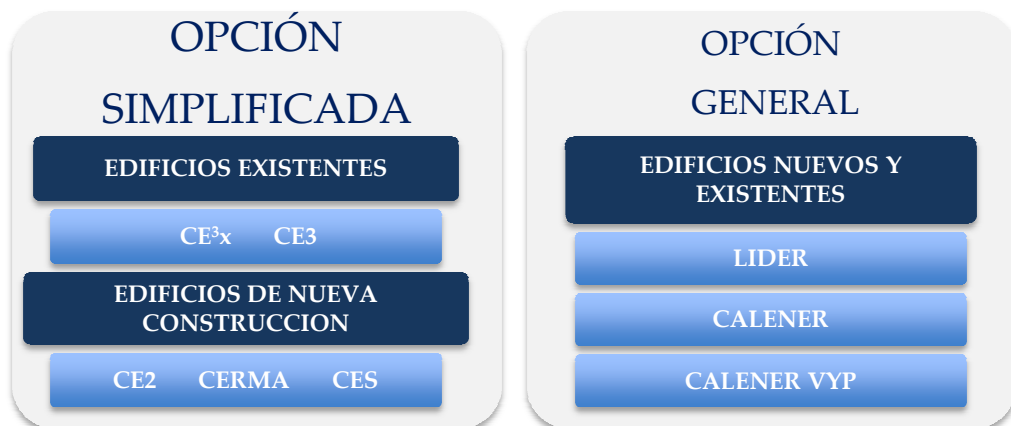 OPCIÓN
SIMPLIFICADA
EDIFICIOS EXISTENTES
CE³x CE3
EDIFICIOS DE NUEVA
CONSTRUCCION
CE2 CERMA CES
OPCIÓN
GENERAL
EDIFICIOS NUEVOS Y
EXISTENTES
LIDER
CALENER
CALENER VYP